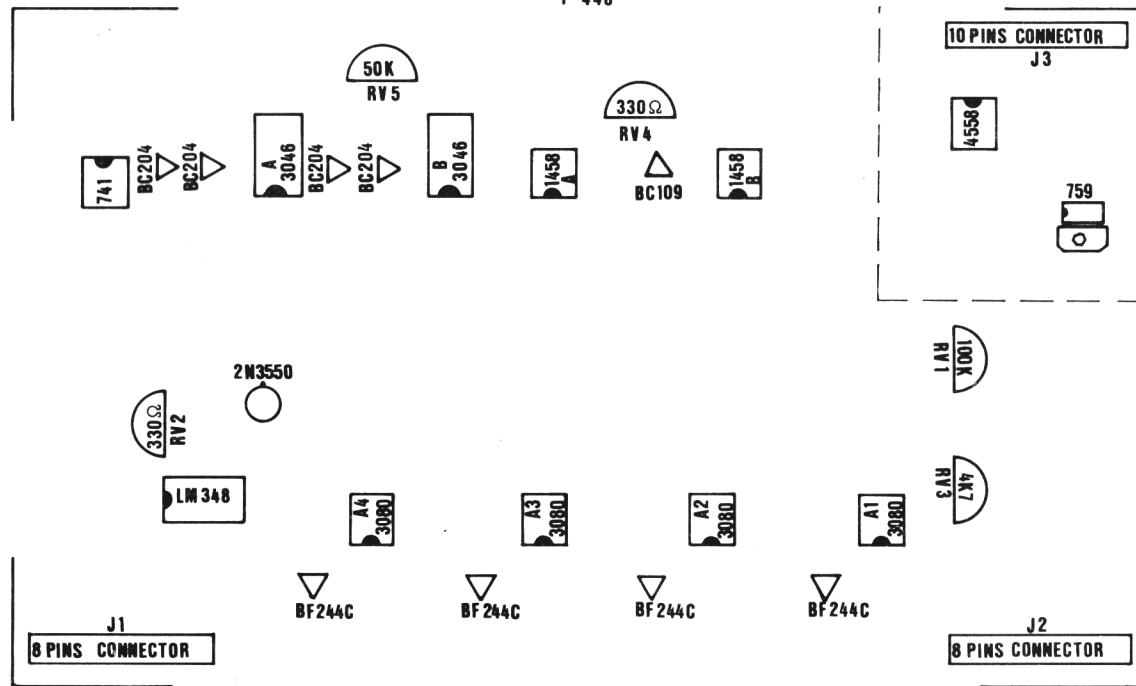 10 PINS CONNECTOR
J3
50K
RV5
330Ω
RV4
4558
741
BC204
BC204
A
3046
BC204
BC204
B
3046
1458
A
BC109
1458
B
759
100K
RV1
2N3550
330Ω
RV2
LM348
A4
3080
A3
3080
A2
3080
A1
3080
4K7
RV3
BF244C
BF244C
BF244C
BF244C
J1
8 PINS CONNECTOR
J2
8 PINS CONNECTOR